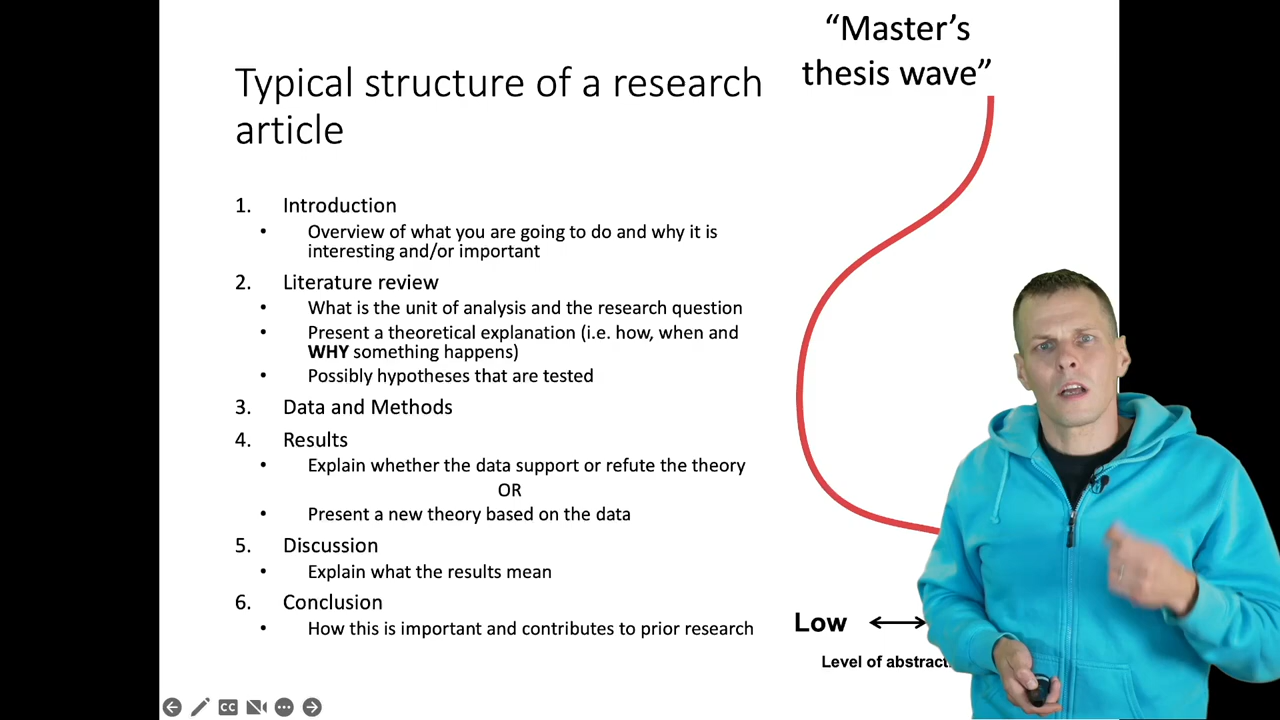 “Master’s
thesis wave”
Typical structure of a research
article
1. Introduction
• Overview of what you are going to do and why it is
interesting and/or important
2. Literature review
• What is the unit of analysis and the research question
• Present a theoretical explanation (i.e. how, when and
WHY something happens)
• Possibly hypotheses that are tested
3. Data and Methods
4. Results
• Explain whether the data support or refute the theory
OR
• Present a new theory based on the data
5. Discussion
• Explain what the results mean
6. Conclusion
• How this is important and contributes to prior research
Low
Level of abstract
CC